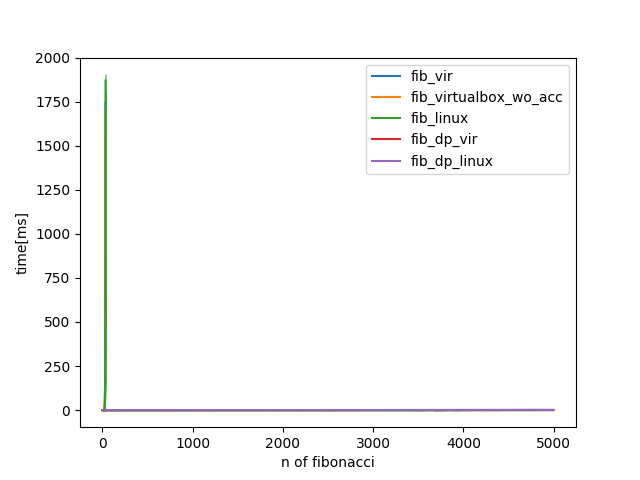 2000
1750
1500
1250
1000
750
500
250
0
time[ms]
fib_vir
fib_virtualbox_wo_acc
fib_linux
fib_dp_vir
fib_dp_linux
0 1000 2000 3000 4000 5000
n of fibonacci